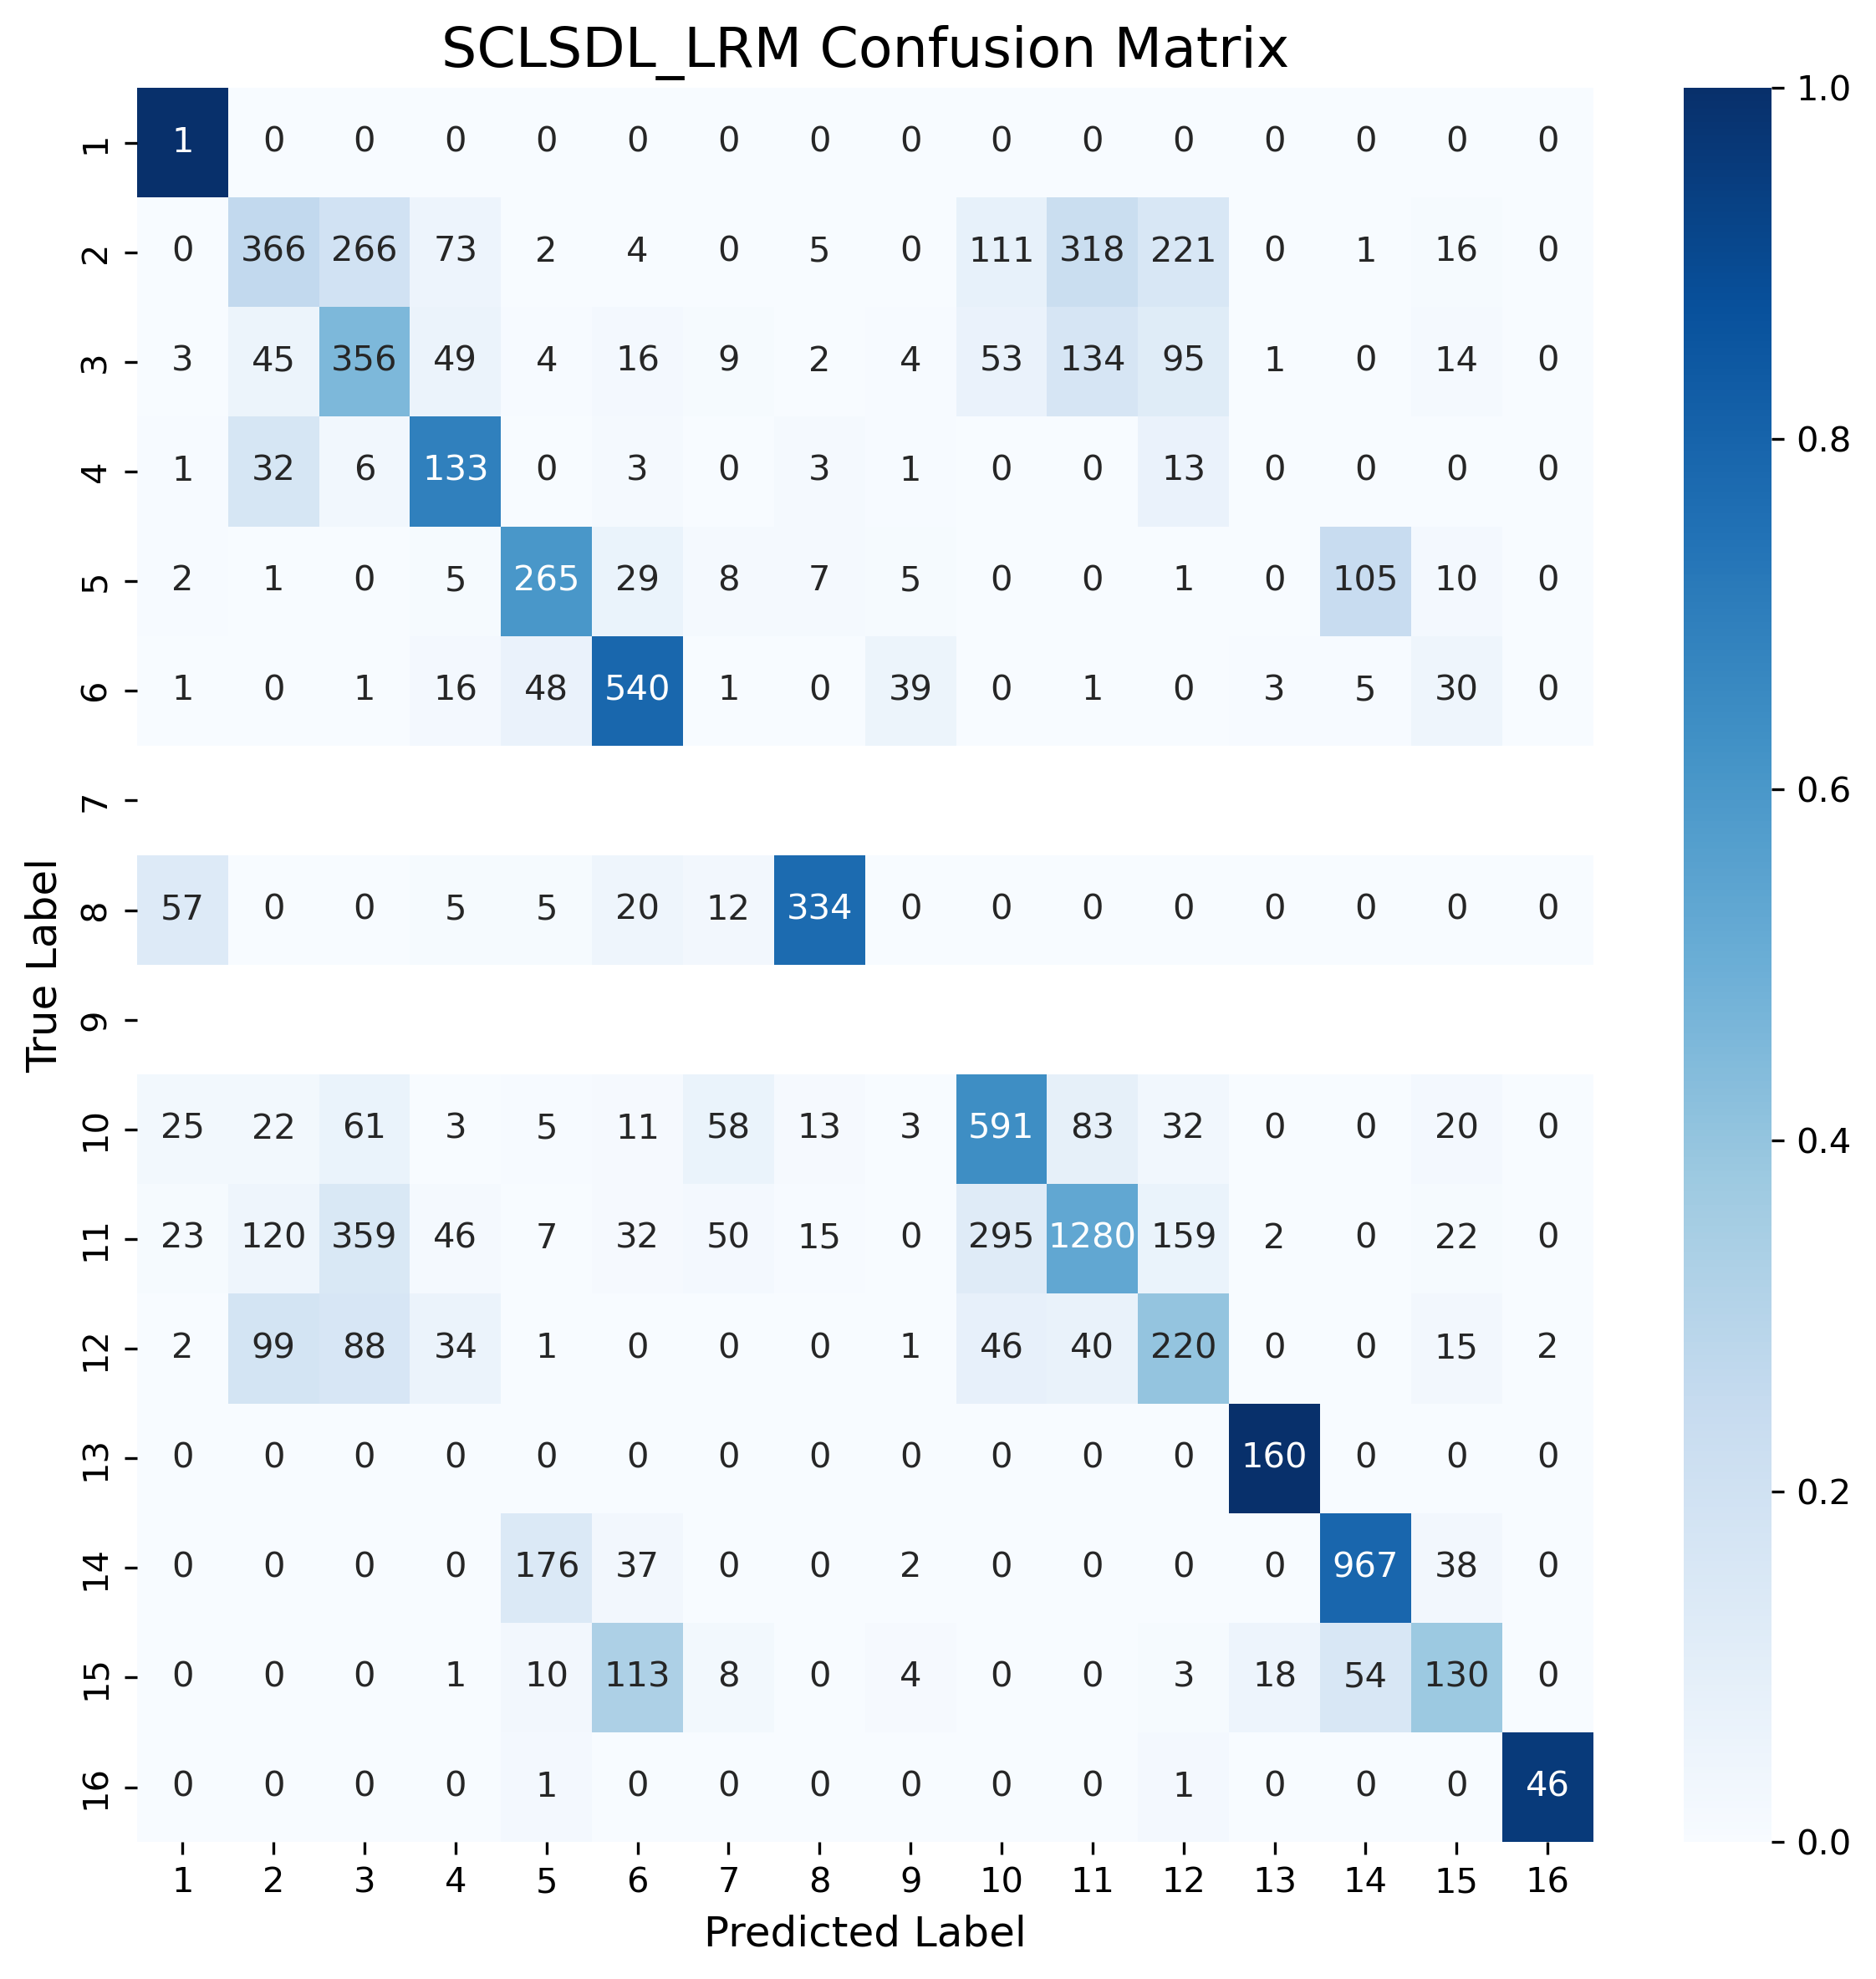 SCLSDL_LRM Confusion Matrix
1 1 0 0 0 0 0 0 0 0 0 0 0 0 0 0 0
2 0 366 266 73 2 4 0 5 0 111 318 221 0 1 16 0
3 3 45 356 49 4 16 9 2 4 53 134 95 1 0 14 0
4 1 32 6 133 0 3 0 3 1 0 0 13 0 0 0 0
5 2 1 0 5 265 29 8 7 5 0 0 1 0 105 10 0
6 1 0 1 16 48 540 1 0 39 0 1 0 3 5 30 0
7
8 57 0 0 5 5 20 12 334 0 0 0 0 0 0 0 0
9
10 25 22 61 3 5 11 58 13 3 591 83 32 0 0 20 0
11 23 120 359 46 7 32 50 15 0 295 1280 159 2 0 22 0
12 2 99 88 34 1 0 0 0 1 46 40 220 0 0 15 2
13 0 0 0 0 0 0 0 0 0 0 0 0 160 0 0 0
14 0 0 0 0 176 37 0 0 2 0 0 0 0 967 38 0
15 0 0 0 1 10 113 8 0 4 0 0 3 18 54 130 0
16 0 0 0 0 1 0 0 0 0 0 0 1 0 0 0 46
1 2 3 4 5 6 7 8 9 10 11 12 13 14 15 16
Predicted Label
True Label
1.0
0.8
0.6
0.4
0.2
0.0